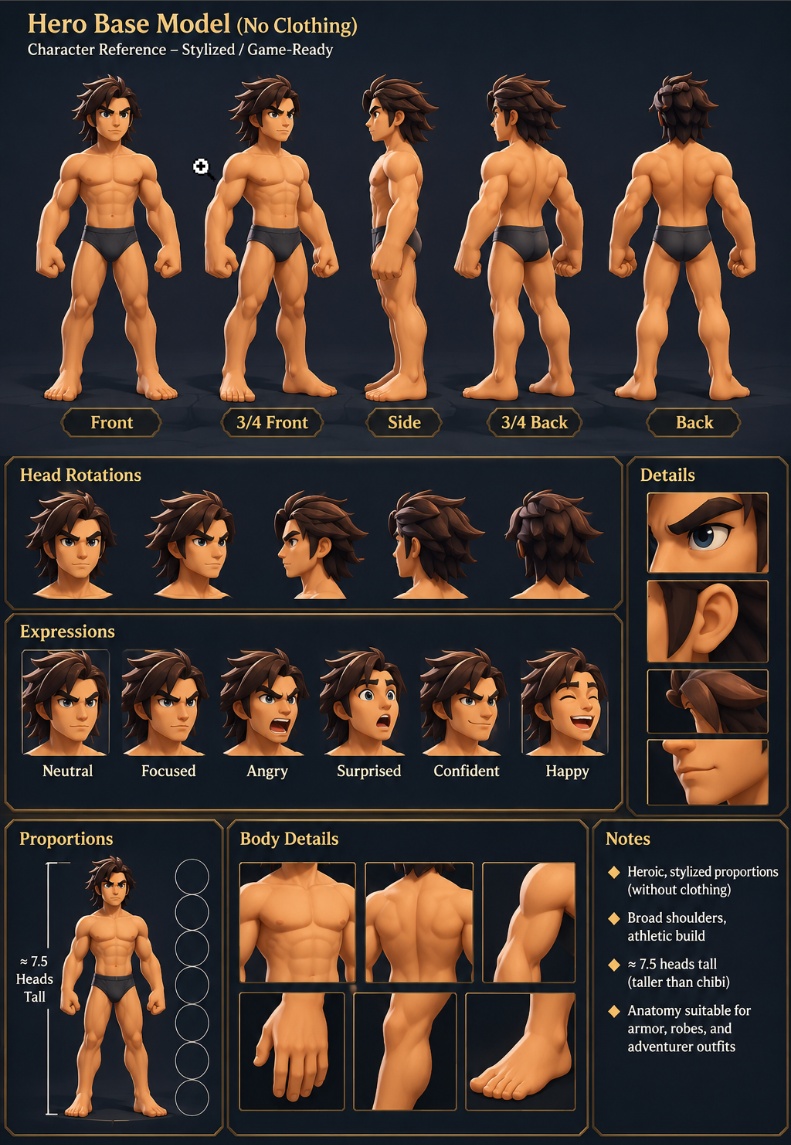 Hero Base Model (No Clothing)
Character Reference – Stylized / Game-Ready
Front
3/4 Front
Side
3/4 Back
Back
Head Rotations
Details
Expressions
Neutral
Focused
Angry
Surprised
Confident
Happy
Proportions
≈ 7.5
Heads
Tall
Body Details
Notes
Heroic, stylized proportions
(without clothing)
Broad shoulders,
athletic build
≈ 7.5 heads tall
(taller than chibi)
Anatomy suitable for
armor, robes, and
adventurer outfits